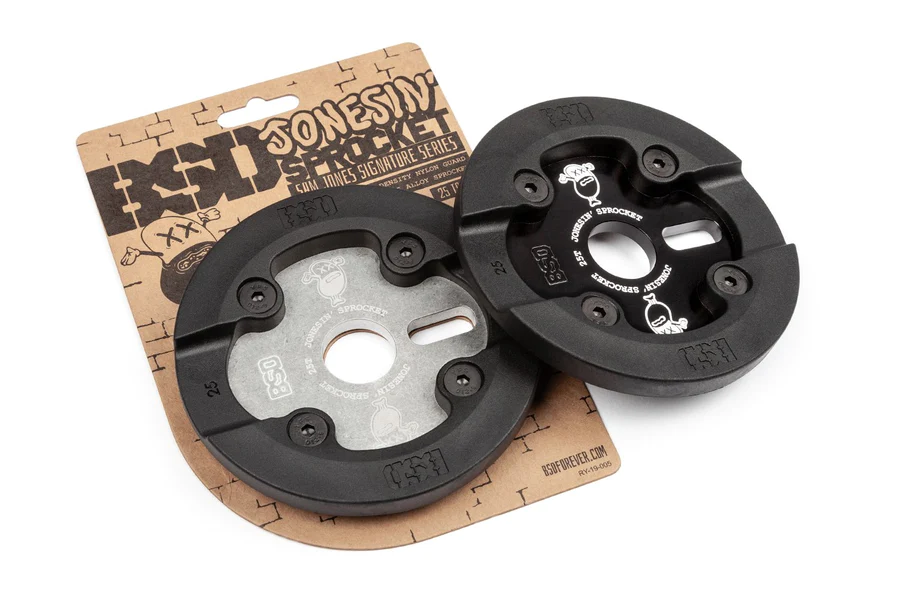 BSD
JONESIN'
SPROCKET
SAM JONES SIGNATURE SERIES
DENSITY NYLON GUARD
ALLOY SPROCKET
25
BSD
JONESIN' SPROCKET
25T
JONESIN' SPROCKET
25
BSD
BSD
BSD
JONESIN' SPROCKET
25T
JONESIN' SPROCKET
25
BSD
BSD
BSDFOREVER.COM
RY-19-005